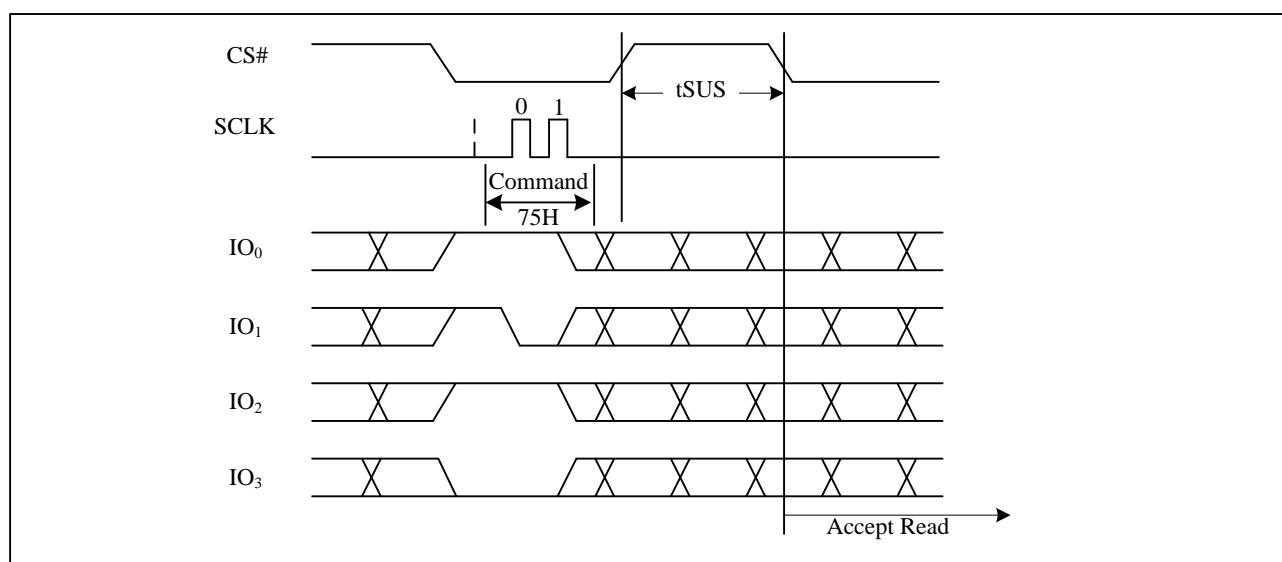 CS#
tSUS
0 1
SCLK
Command
75H
IO₀
IO₁
IO₂
IO₃
Accept Read